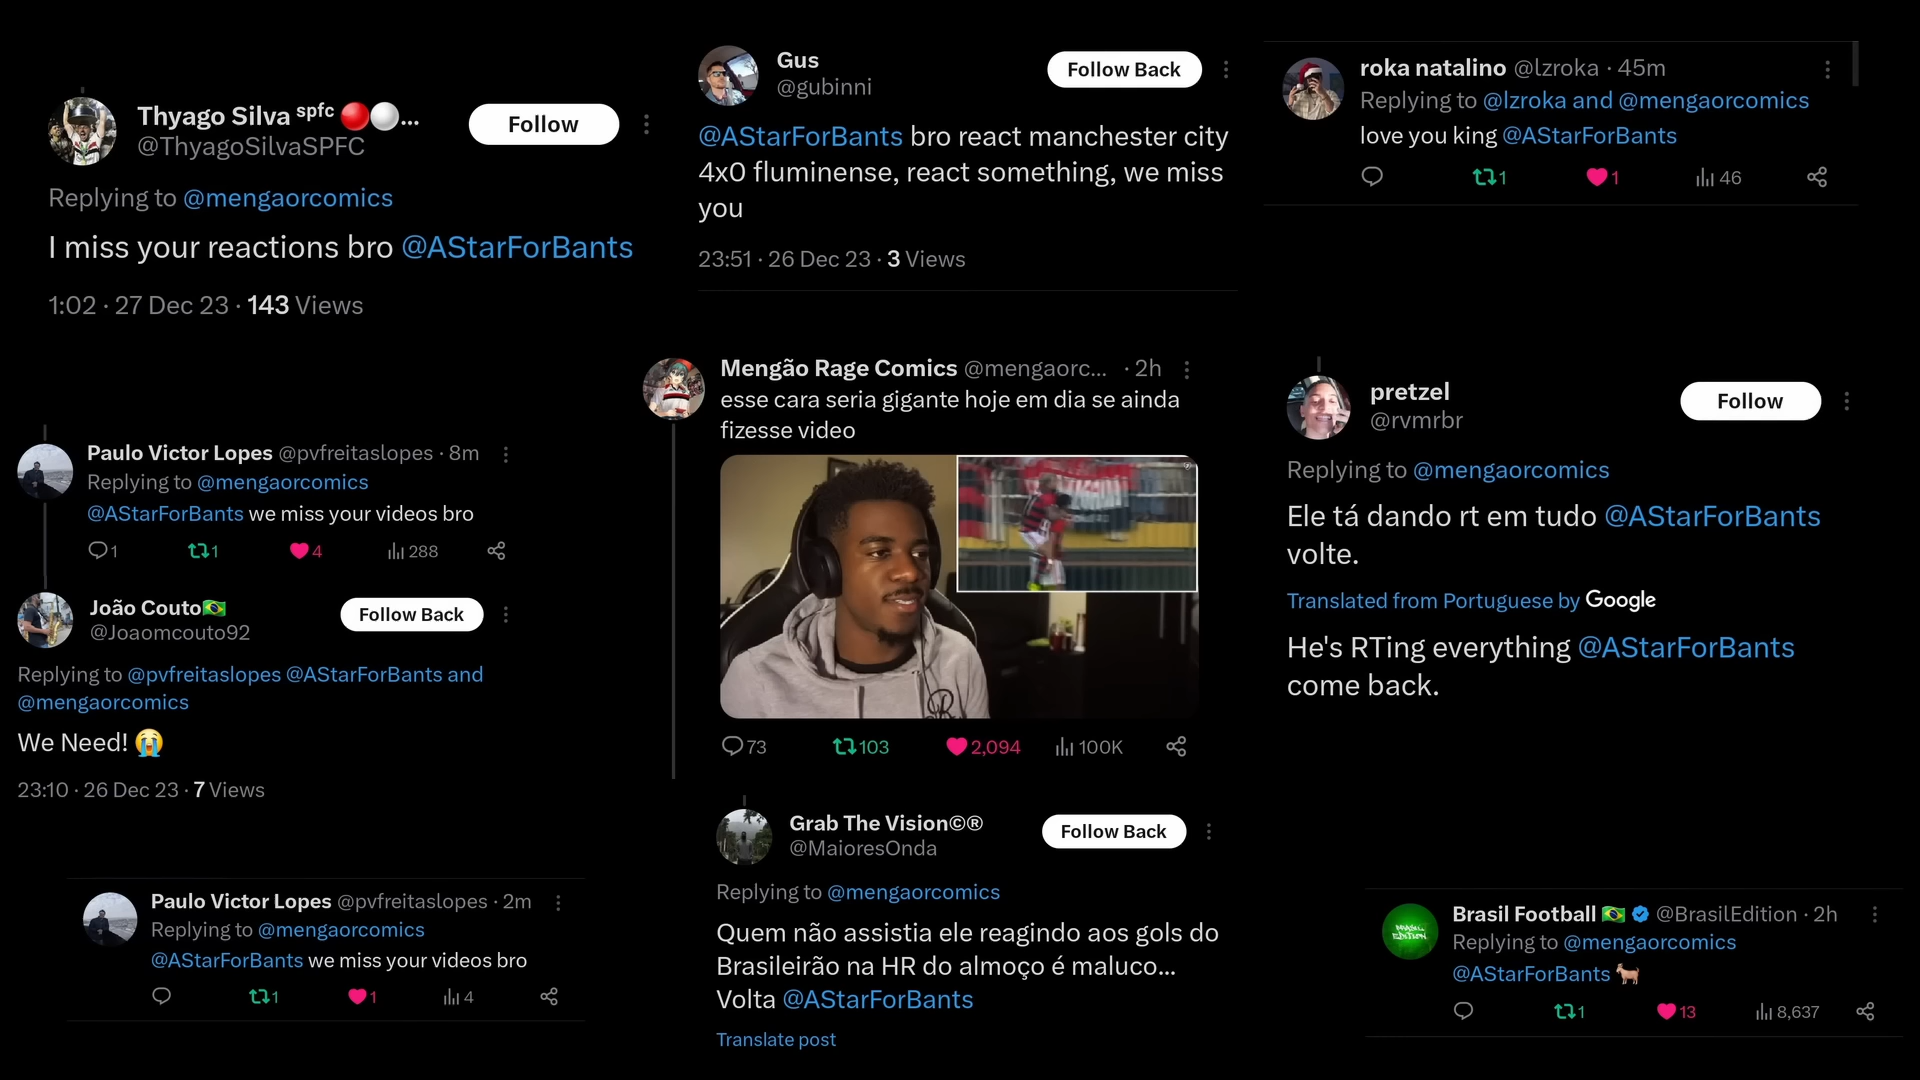 Thyago Silva ˢᵖᶠᶜ 🔴⚪...
@ThyagoSilvaSPFC
Follow
Replying to @mengaorcomics
I miss your reactions bro @AStarForBants
1:02 · 27 Dec 23 · 143 Views
Gus
@gubinni
Follow Back
@AStarForBants bro react manchester city
4x0 fluminense, react something, we miss
you
23:51 · 26 Dec 23 · 3 Views
roka natalino @lzroka · 45m
Replying to @lzroka and @mengaorcomics
love you king @AStarForBants
1 1 46
Paulo Victor Lopes @pvfreitaslopes · 8m
Replying to @mengaorcomics
@AStarForBants we miss your videos bro
1 1 4 288
João Couto🇧🇷
@Joaomcouto92
Follow Back
Replying to @pvfreitaslopes @AStarForBants and
@mengaorcomics
We Need! 😭
23:10 · 26 Dec 23 · 7 Views
Paulo Victor Lopes @pvfreitaslopes · 2m
Replying to @mengaorcomics
@AStarForBants we miss your videos bro
1 1 4
Mengão Rage Comics @mengaorc... · 2h
esse cara seria gigante hoje em dia se ainda
fizesse video
73 103 2,094 100K
Grab The Vision©®
@MaioresOnda
Follow Back
Replying to @mengaorcomics
Quem não assistia ele reagindo aos gols do
Brasileirão na HR do almoço é maluco...
Volta @AStarForBants
Translate post
pretzel
@rvmrbr
Follow
Replying to @mengaorcomics
Ele tá dando rt em tudo @AStarForBants
volte.
Translated from Portuguese by Google
He's RTing everything @AStarForBants
come back.
Brasil Football 🇧🇷 @BrasilEdition · 2h
Replying to @mengaorcomics
@AStarForBants 🐐
1 13 8,637